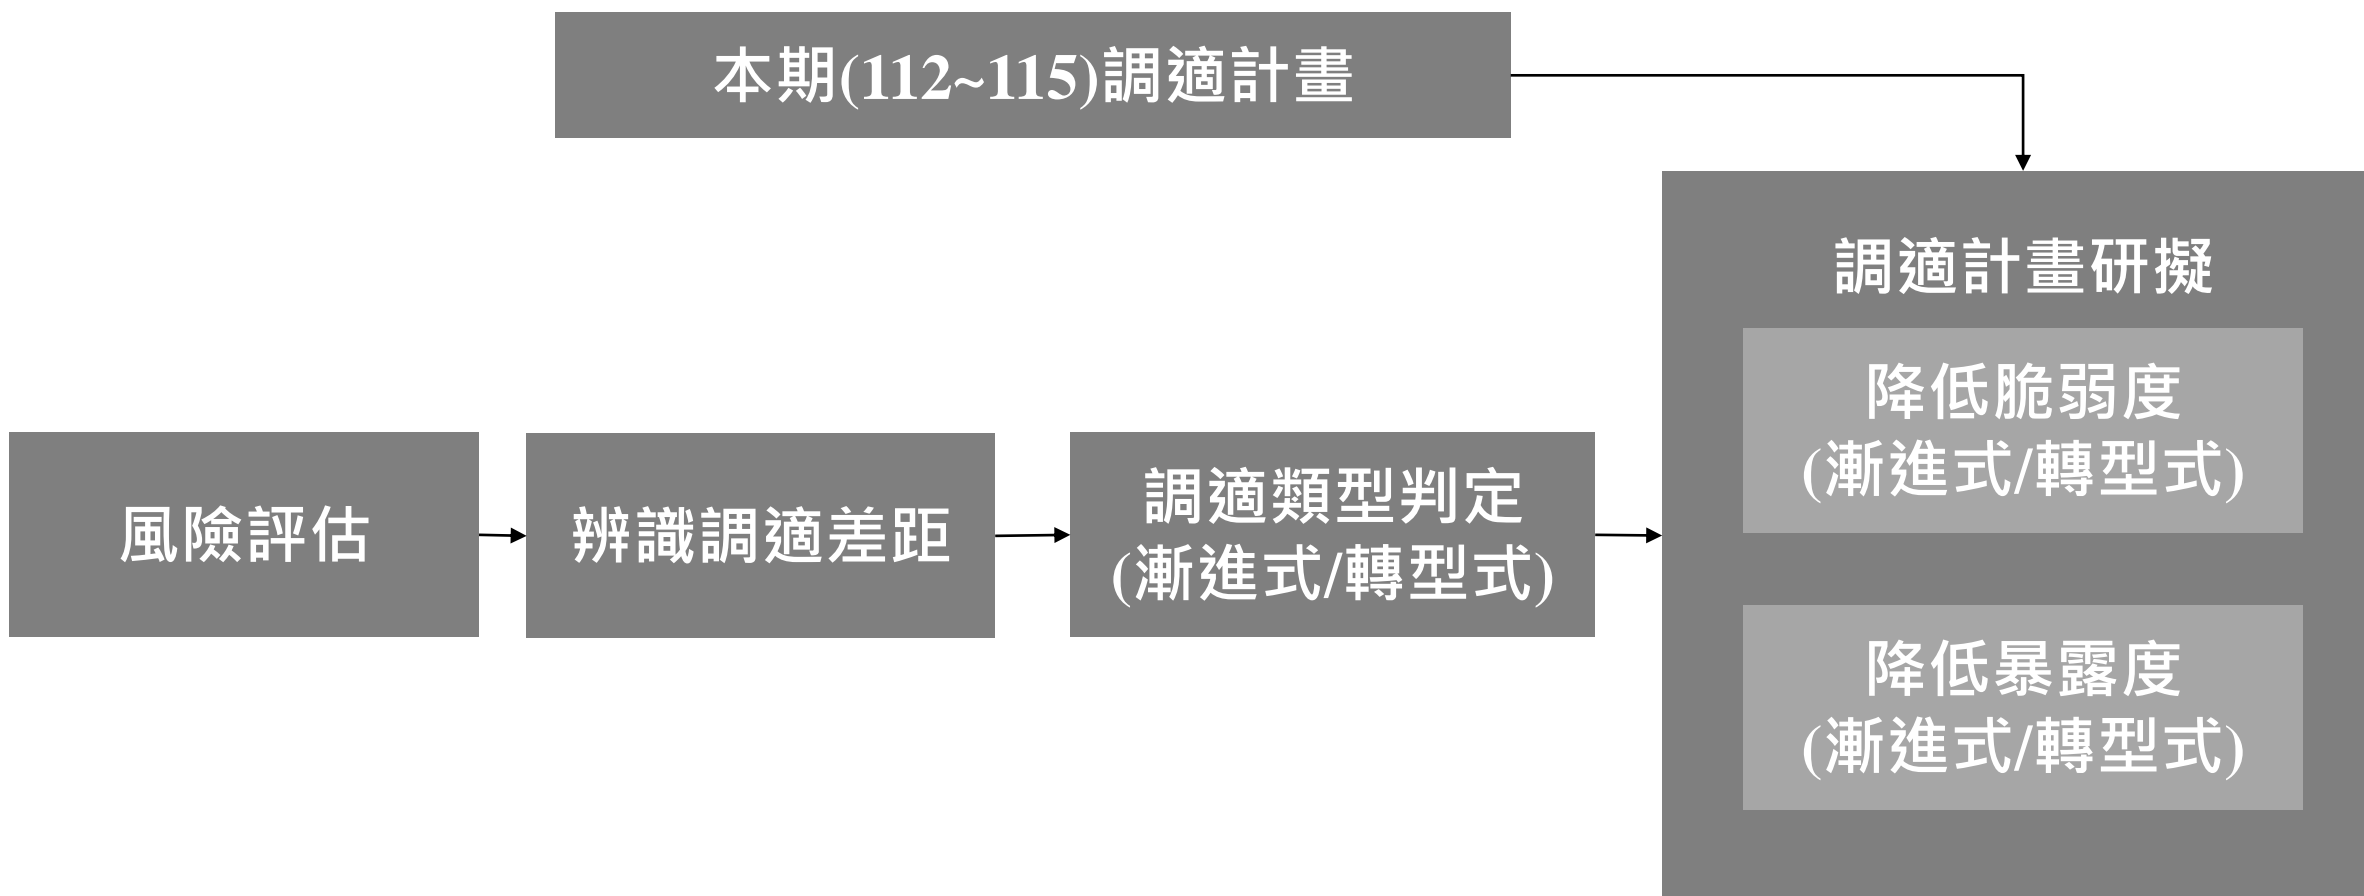 本期(112~115)調適計畫
風險評估
辨識調適差距
調適類型判定
(漸進式/轉型式)
調適計畫研擬
降低脆弱度
(漸進式/轉型式)
降低暴露度
(漸進式/轉型式)